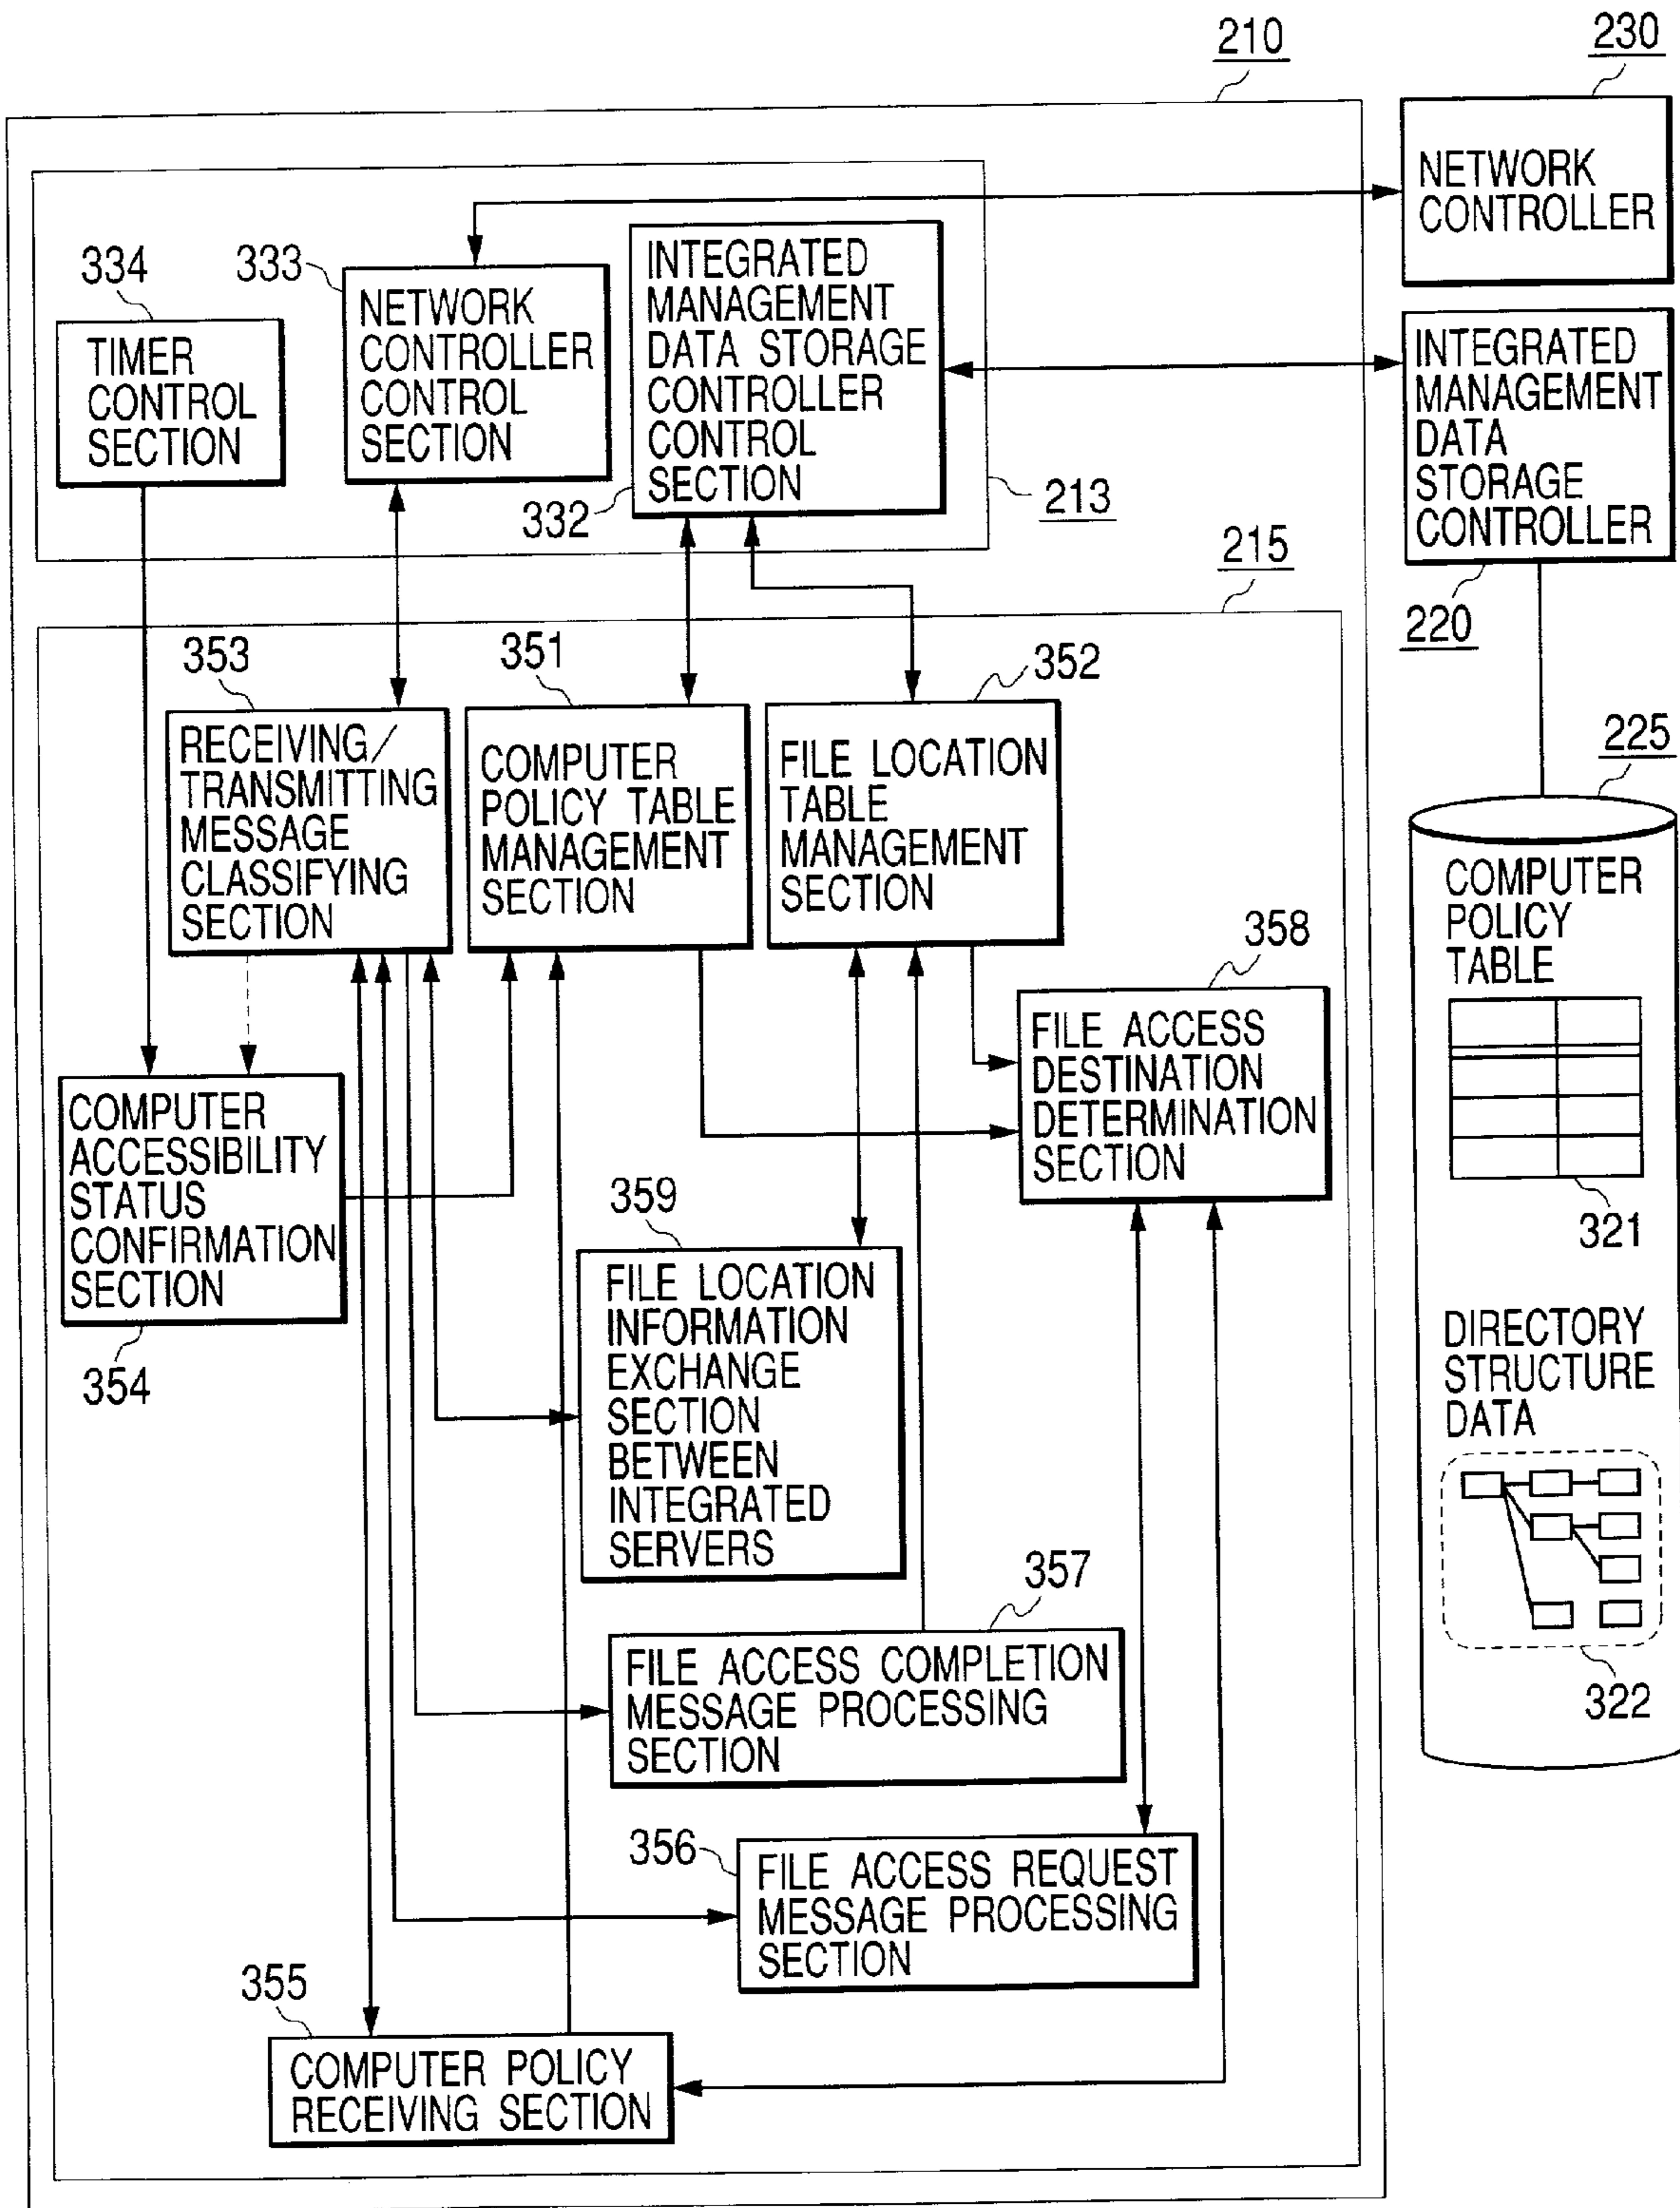 210
230
NETWORK
CONTROLLER
334
333
INTEGRATED
MANAGEMENT
DATA STORAGE
CONTROLLER
CONTROL
SECTION
NETWORK
CONTROLLER
CONTROL
SECTION
TIMER
CONTROL
SECTION
INTEGRATED
MANAGEMENT
DATA
STORAGE
CONTROLLER
332
213
215
220
353
351
352
225
RECEIVING/
TRANSMITTING
MESSAGE
CLASSIFYING
SECTION
COMPUTER
POLICY TABLE
MANAGEMENT
SECTION
FILE LOCATION
TABLE
MANAGEMENT
SECTION
COMPUTER
POLICY
TABLE
358
FILE ACCESS
DESTINATION
DETERMINATION
SECTION
COMPUTER
ACCESSIBILITY
STATUS
CONFIRMATION
SECTION
354
359
321
FILE LOCATION
INFORMATION
EXCHANGE
SECTION
BETWEEN
INTEGRATED
SERVERS
DIRECTORY
STRUCTURE
DATA
357
FILE ACCESS COMPLETION
MESSAGE PROCESSING
SECTION
322
356
FILE ACCESS REQUEST
MESSAGE PROCESSING
SECTION
355
COMPUTER POLICY
RECEIVING SECTION